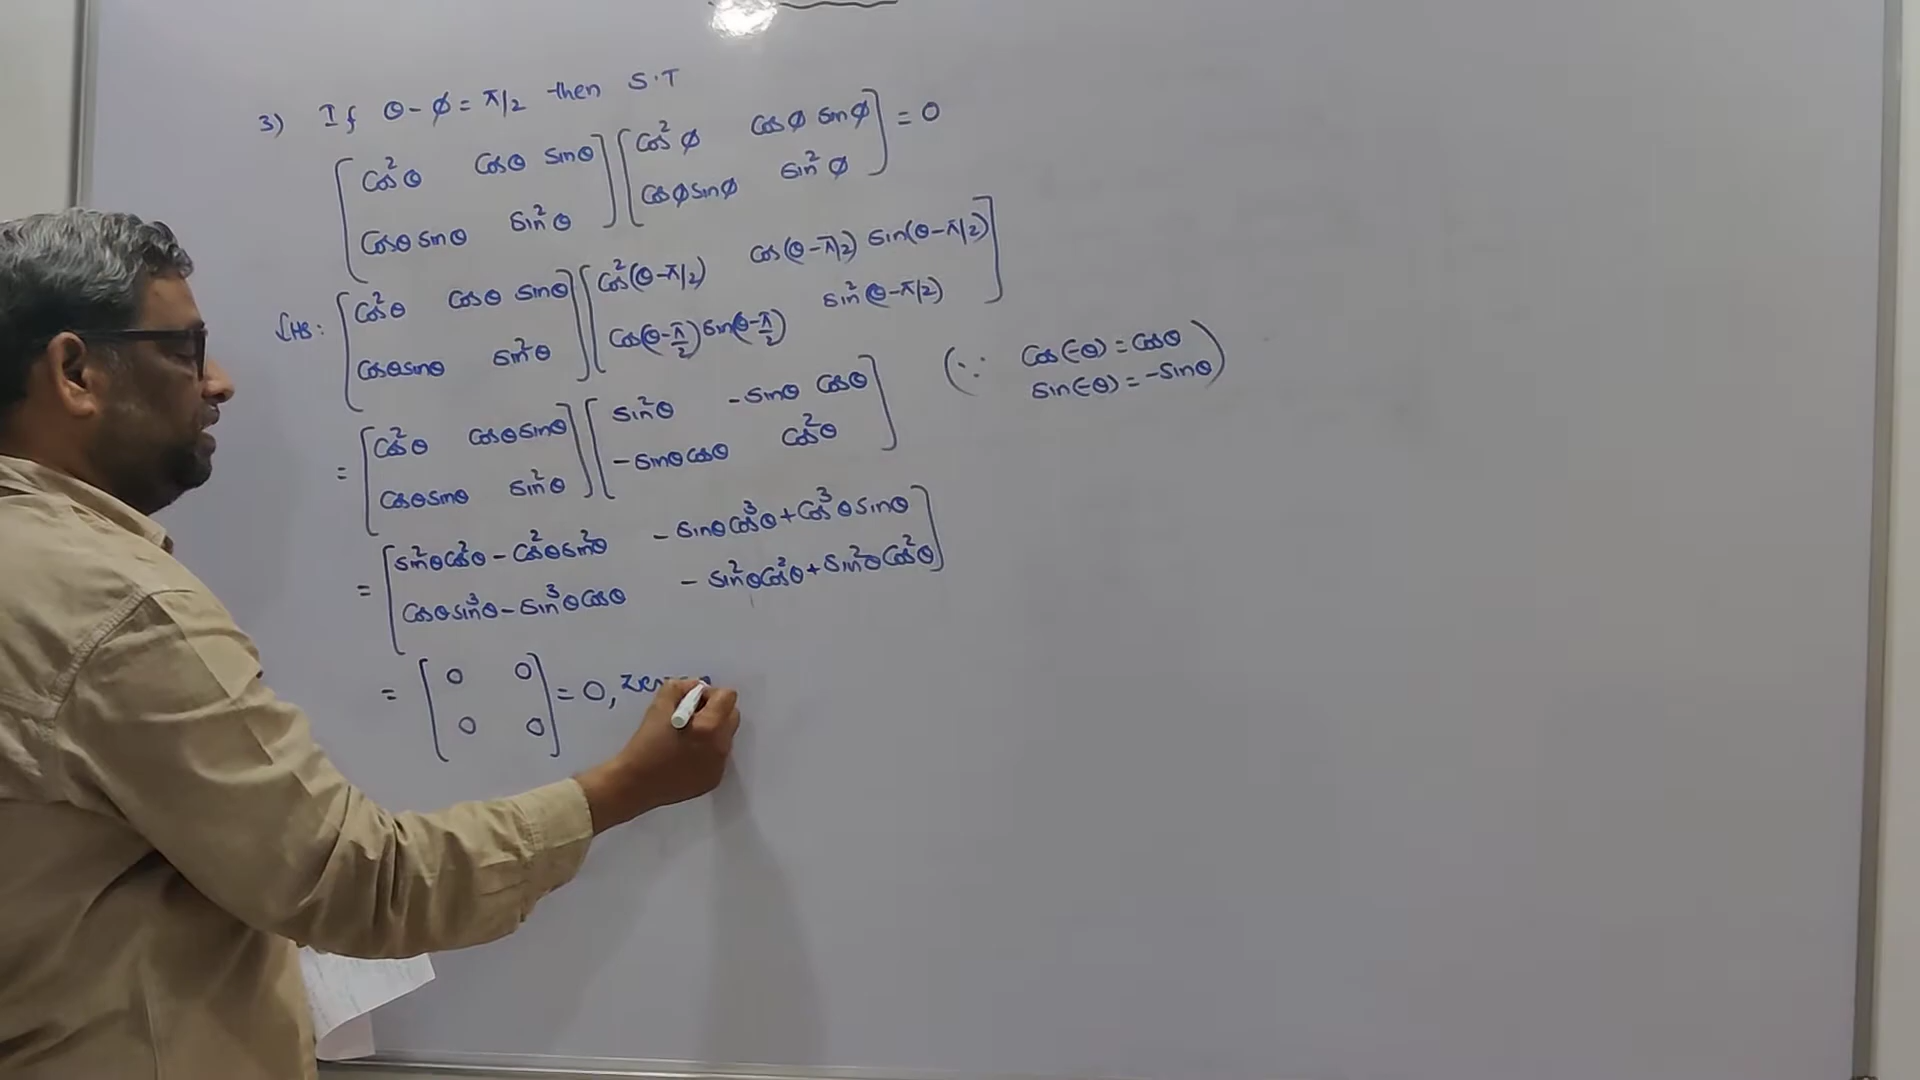 3) If θ - ϕ = π/2 then S.T
[Cos²θ Cosθ Sinθ] [Cos²ϕ Cosϕ Sinϕ] = 0
[Cosθ Sinθ Sin²θ] [Cosϕ Sinϕ Sin²ϕ]
LHS: [Cos²θ Cosθ Sinθ] [Cos²(θ-π/2) Cos(θ-π/2) Sin(θ-π/2)]
[Cosθ Sinθ Sin²θ] [Cos(θ-π/2) Sin(θ-π/2) Sin²(θ-π/2)]
(∵ Cos(-θ) = Cosθ
Sin(-θ) = -Sinθ)
= [Cos²θ Cosθ Sinθ] [Sin²θ -Sinθ Cosθ]
[Cosθ Sinθ Sin²θ] [-Sinθ Cosθ Cos²θ]
= [Sin²θ Cos²θ - Cos²θ Sin²θ -Sinθ Cos³θ + Cos³θ Sinθ]
[Cosθ Sin³θ - Sin³θ Cosθ -Sin²θ Cos²θ + Sin²θ Cos²θ]
= [0 0] = 0,
[0 0]